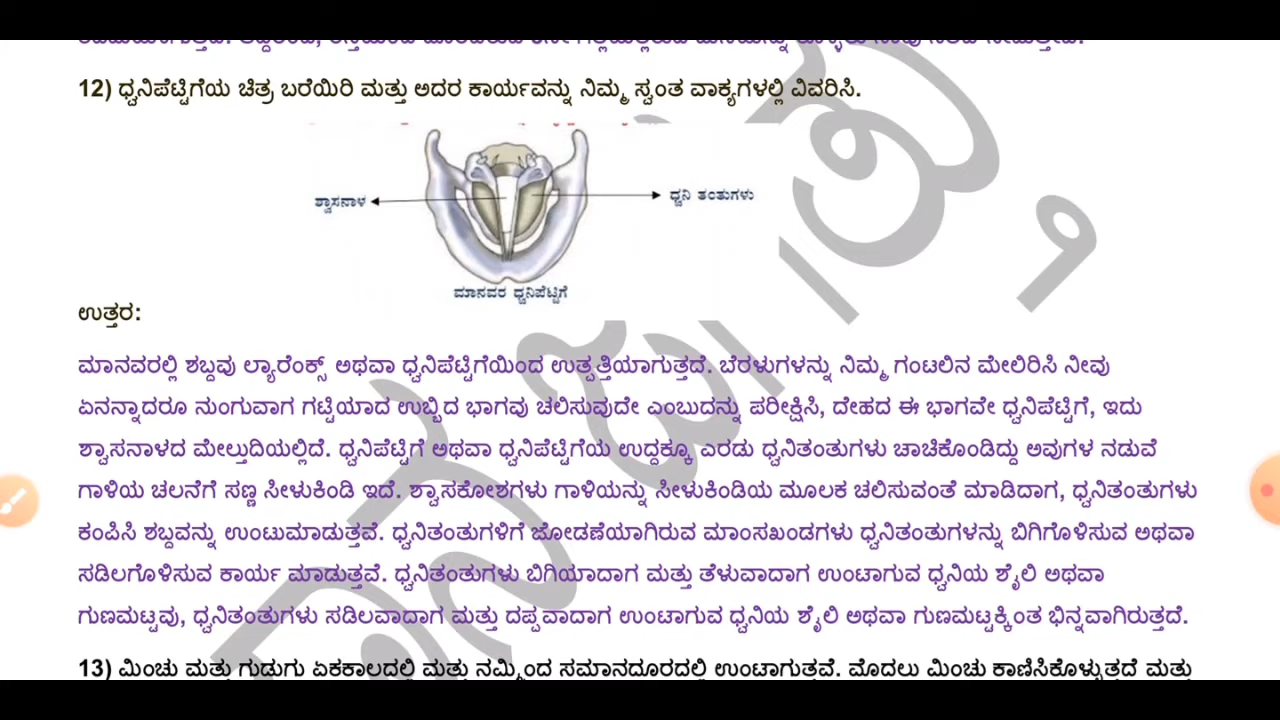 12) ಧ್ವನಿಪೆಟ್ಟಿಗೆಯ ಚಿತ್ರ ಬರೆಯಿರಿ ಮತ್ತು ಅದರ ಕಾರ್ಯವನ್ನು ನಿಮ್ಮ ಸ್ವಂತ ವಾಕ್ಯಗಳಲ್ಲಿ ವಿವರಿಸಿ.
ಶ್ವಾಸನಾಳ
ಧ್ವನಿ ತಂತುಗಳು
ಮಾನವರ ಧ್ವನಿಪೆಟ್ಟಿಗೆ
ಉತ್ತರ:
ಮಾನವರಲ್ಲಿ ಶಬ್ದವು ಲ್ಯಾರೆಂಕ್ಸ್ ಅಥವಾ ಧ್ವನಿಪೆಟ್ಟಿಗೆಯಿಂದ ಉತ್ಪತ್ತಿಯಾಗುತ್ತದೆ. ಬೆರಳುಗಳನ್ನು ನಿಮ್ಮ ಗಂಟಲಿನ ಮೇಲಿರಿಸಿ ನೀವು
ಏನನ್ನಾದರೂ ನುಂಗುವಾಗ ಗಟ್ಟಿಯಾದ ಉಬ್ಬಿದ ಭಾಗವು ಚಲಿಸುವುದೇ ಎಂಬುದನ್ನು ಪರೀಕ್ಷಿಸಿ, ದೇಹದ ಈ ಭಾಗವೇ ಧ್ವನಿಪೆಟ್ಟಿಗೆ, ಇದು
ಶ್ವಾಸನಾಳದ ಮೇಲ್ತುದಿಯಲ್ಲಿದೆ. ಧ್ವನಿಪೆಟ್ಟಿಗೆ ಅಥವಾ ಧ್ವನಿಪೆಟ್ಟಿಗೆಯ ಉದ್ದಕ್ಕೂ ಎರಡು ಧ್ವನಿತಂತುಗಳು ಚಾಚಿಕೊಂಡಿದ್ದು ಅವುಗಳ ನಡುವೆ
ಗಾಳಿಯ ಚಲನೆಗೆ ಸಣ್ಣ ಸೀಳುಕಿಂಡಿ ಇದೆ. ಶ್ವಾಸಕೋಶಗಳು ಗಾಳಿಯನ್ನು ಸೀಳುಕಿಂಡಿಯ ಮೂಲಕ ಚಲಿಸುವಂತೆ ಮಾಡಿದಾಗ, ಧ್ವನಿತಂತುಗಳು
ಕಂಪಿಸಿ ಶಬ್ದವನ್ನು ಉಂಟುಮಾಡುತ್ತವೆ. ಧ್ವನಿತಂತುಗಳಿಗೆ ಜೋಡಣೆಯಾಗಿರುವ ಮಾಂಸಖಂಡಗಳು ಧ್ವನಿತಂತುಗಳನ್ನು ಬಿಗಿಗೊಳಿಸುವ ಅಥವಾ
ಸಡಿಲಗೊಳಿಸುವ ಕಾರ್ಯ ಮಾಡುತ್ತವೆ. ಧ್ವನಿತಂತುಗಳು ಬಿಗಿಯಾದಾಗ ಮತ್ತು ತೆಳುವಾದಾಗ ಉಂಟಾಗುವ ಧ್ವನಿಯ ಶೈಲಿ ಅಥವಾ
ಗುಣಮಟ್ಟವು, ಧ್ವನಿತಂತುಗಳು ಸಡಿಲವಾದಾಗ ಮತ್ತು ದಪ್ಪವಾದಾಗ ಉಂಟಾಗುವ ಧ್ವನಿಯ ಶೈಲಿ ಅಥವಾ ಗುಣಮಟ್ಟಕ್ಕಿಂತ ಭಿನ್ನವಾಗಿರುತ್ತದೆ.
13) ಮಿಂಚು ಮತ್ತು ಗುಡುಗು ಏಕಕಾಲದಲ್ಲಿ ಮತ್ತು ನಮ್ಮಿಂದ ಸಮಾನದೂರದಲ್ಲಿ ಉಂಟಾಗುತ್ತವೆ. ಮೊದಲು ಮಿಂಚು ಕಾಣಿಸಿಕೊಳ್ಳುತ್ತದೆ ಮತ್ತು